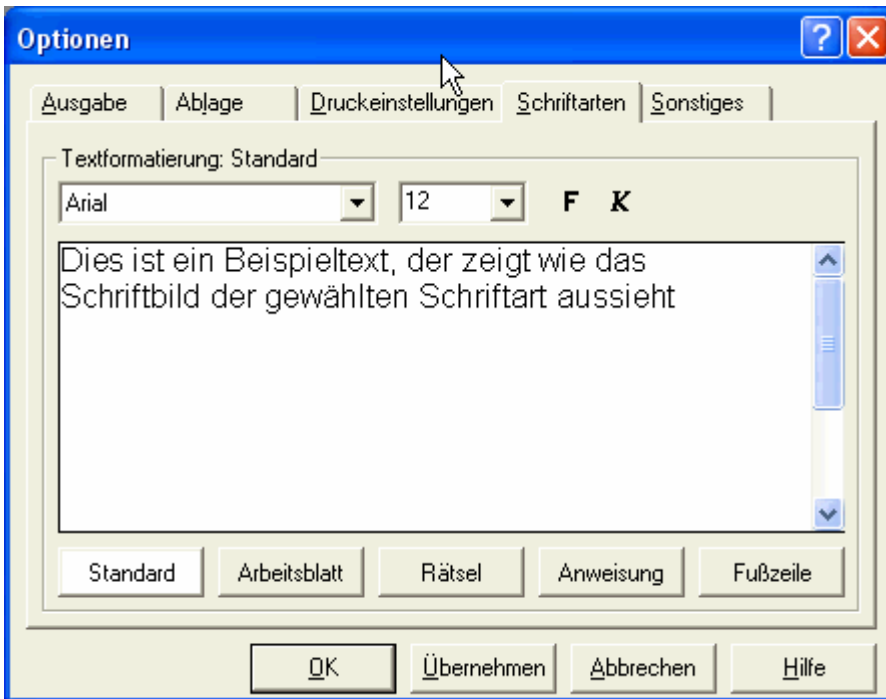 Optionen
Ausgabe Ablage Druckeinstellungen Schriftarten Sonstiges
Textformatierung: Standard
Arial 12 F K
Dies ist ein Beispieltext, der zeigt wie das
Schriftbild der gewählten Schriftart aussieht
Standard Arbeitsblatt Rätsel Anweisung Fußzeile
OK Übernehmen Abbrechen Hilfe